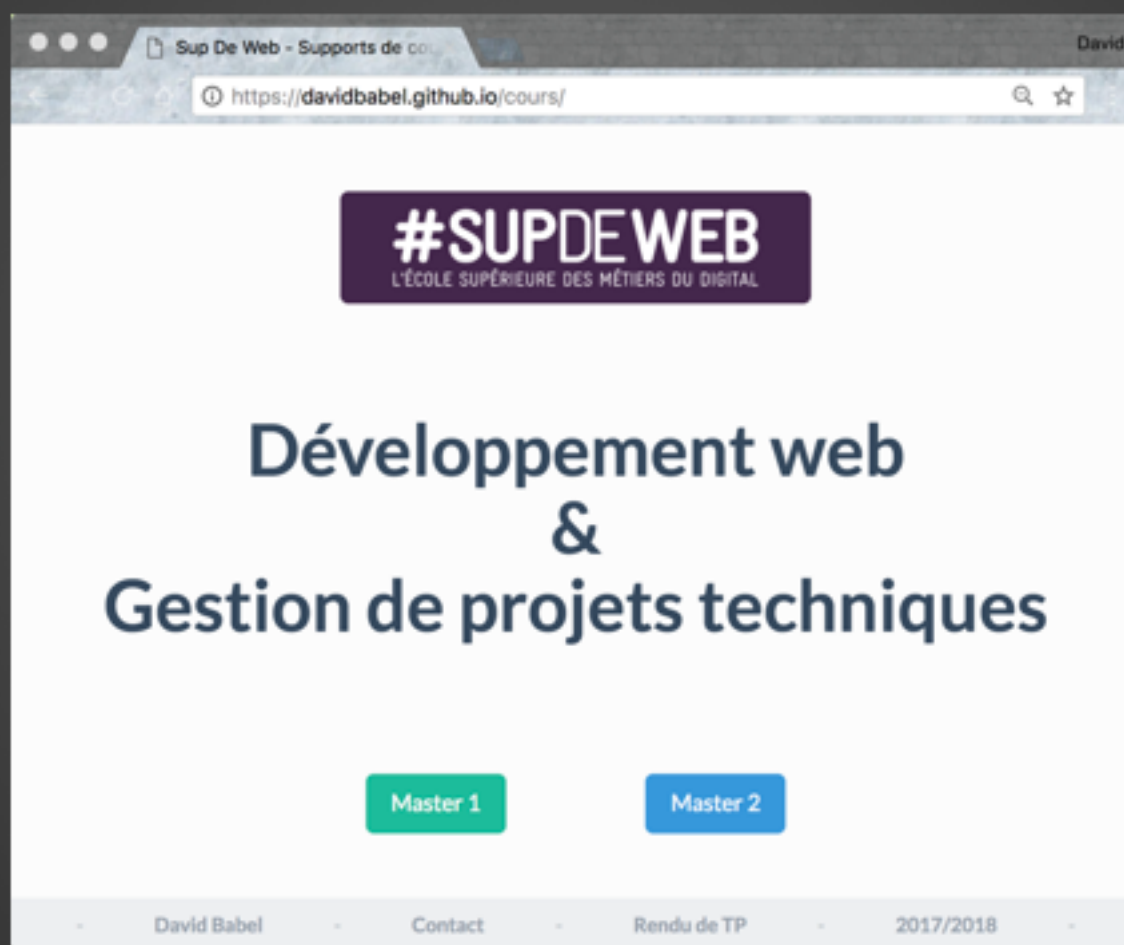 Sup De Web - Supports de co
David
https://davidbabel.github.io/cours/
#SUPDEWEB
L'ÉCOLE SUPÉRIEURE DES MÉTIERS DU DIGITAL
Développement web
&
Gestion de projets techniques
Master 1 Master 2
- David Babel - Contact - Rendu de TP - 2017/2018 -